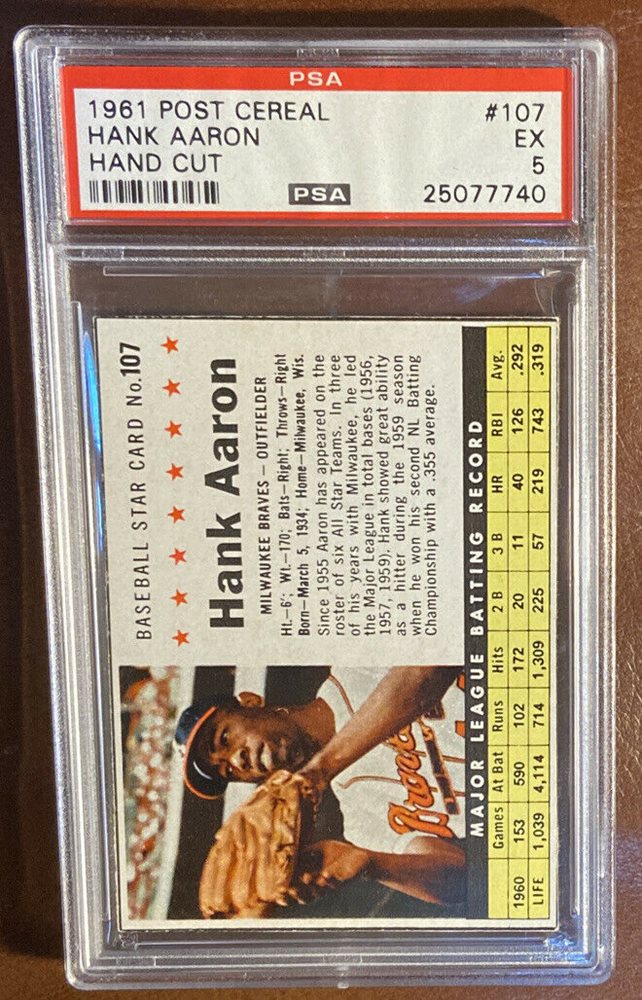 PSA
1961 POST CEREAL #107
HANK AARON EX
HAND CUT 5
PSA 25077740
BASEBALL STAR CARD No. 107
Hank Aaron
MILWAUKEE BRAVES — OUTFIELDER
Ht.—6'; Wt.—170; Bats—Right; Throws—Right
Born—March 5, 1934; Home—Milwaukee, Wis.
Since 1955 Aaron has appeared on the
roster of six All Star Teams. In three
of his years with Milwaukee, he led
the Major League in total bases (1956,
1957, 1959). Hank showed great ability
as a hitter during the 1959 season
when he won his second NL Batting
Championship with a .355 average.
Braves
MAJOR LEAGUE BATTING RECORD
Games At Bat Runs Hits 2 B 3 B HR RBI Avg.
1960 153 590 102 172 20 11 40 126 .292
LIFE 1,039 4,114 714 1,309 225 57 219 743 .319